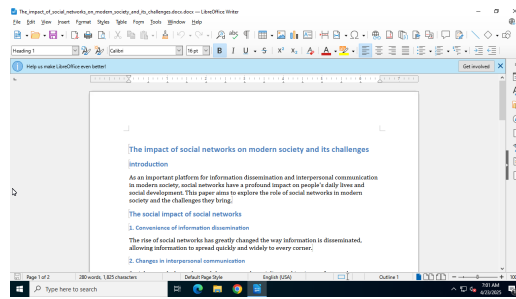 The_impact_of_social_networks_on_modern_society_and_its_challenges.docx.docx — LibreOffice Writer
File Edit View Insert Format Styles Table Form Tools Window Help
Heading 1 Calibri 16 pt
Help us make LibreOffice even better! Get involved
The impact of social networks on modern society and its challenges
introduction
As an important platform for information dissemination and interpersonal communication
in modern society, social networks have a profound impact on people's daily lives and
social development. This paper aims to explore the role of social networks in modern
society and the challenges they bring.
The social impact of social networks
1. Convenience of information dissemination
The rise of social networks has greatly changed the way information is disseminated,
allowing information to spread quickly and widely to every corner.
2. Changes in interpersonal communication
Page 1 of 2 280 words, 1,825 characters Default Page Style English (USA) Outline 1
Type here to search
7:01 AM
4/23/2025